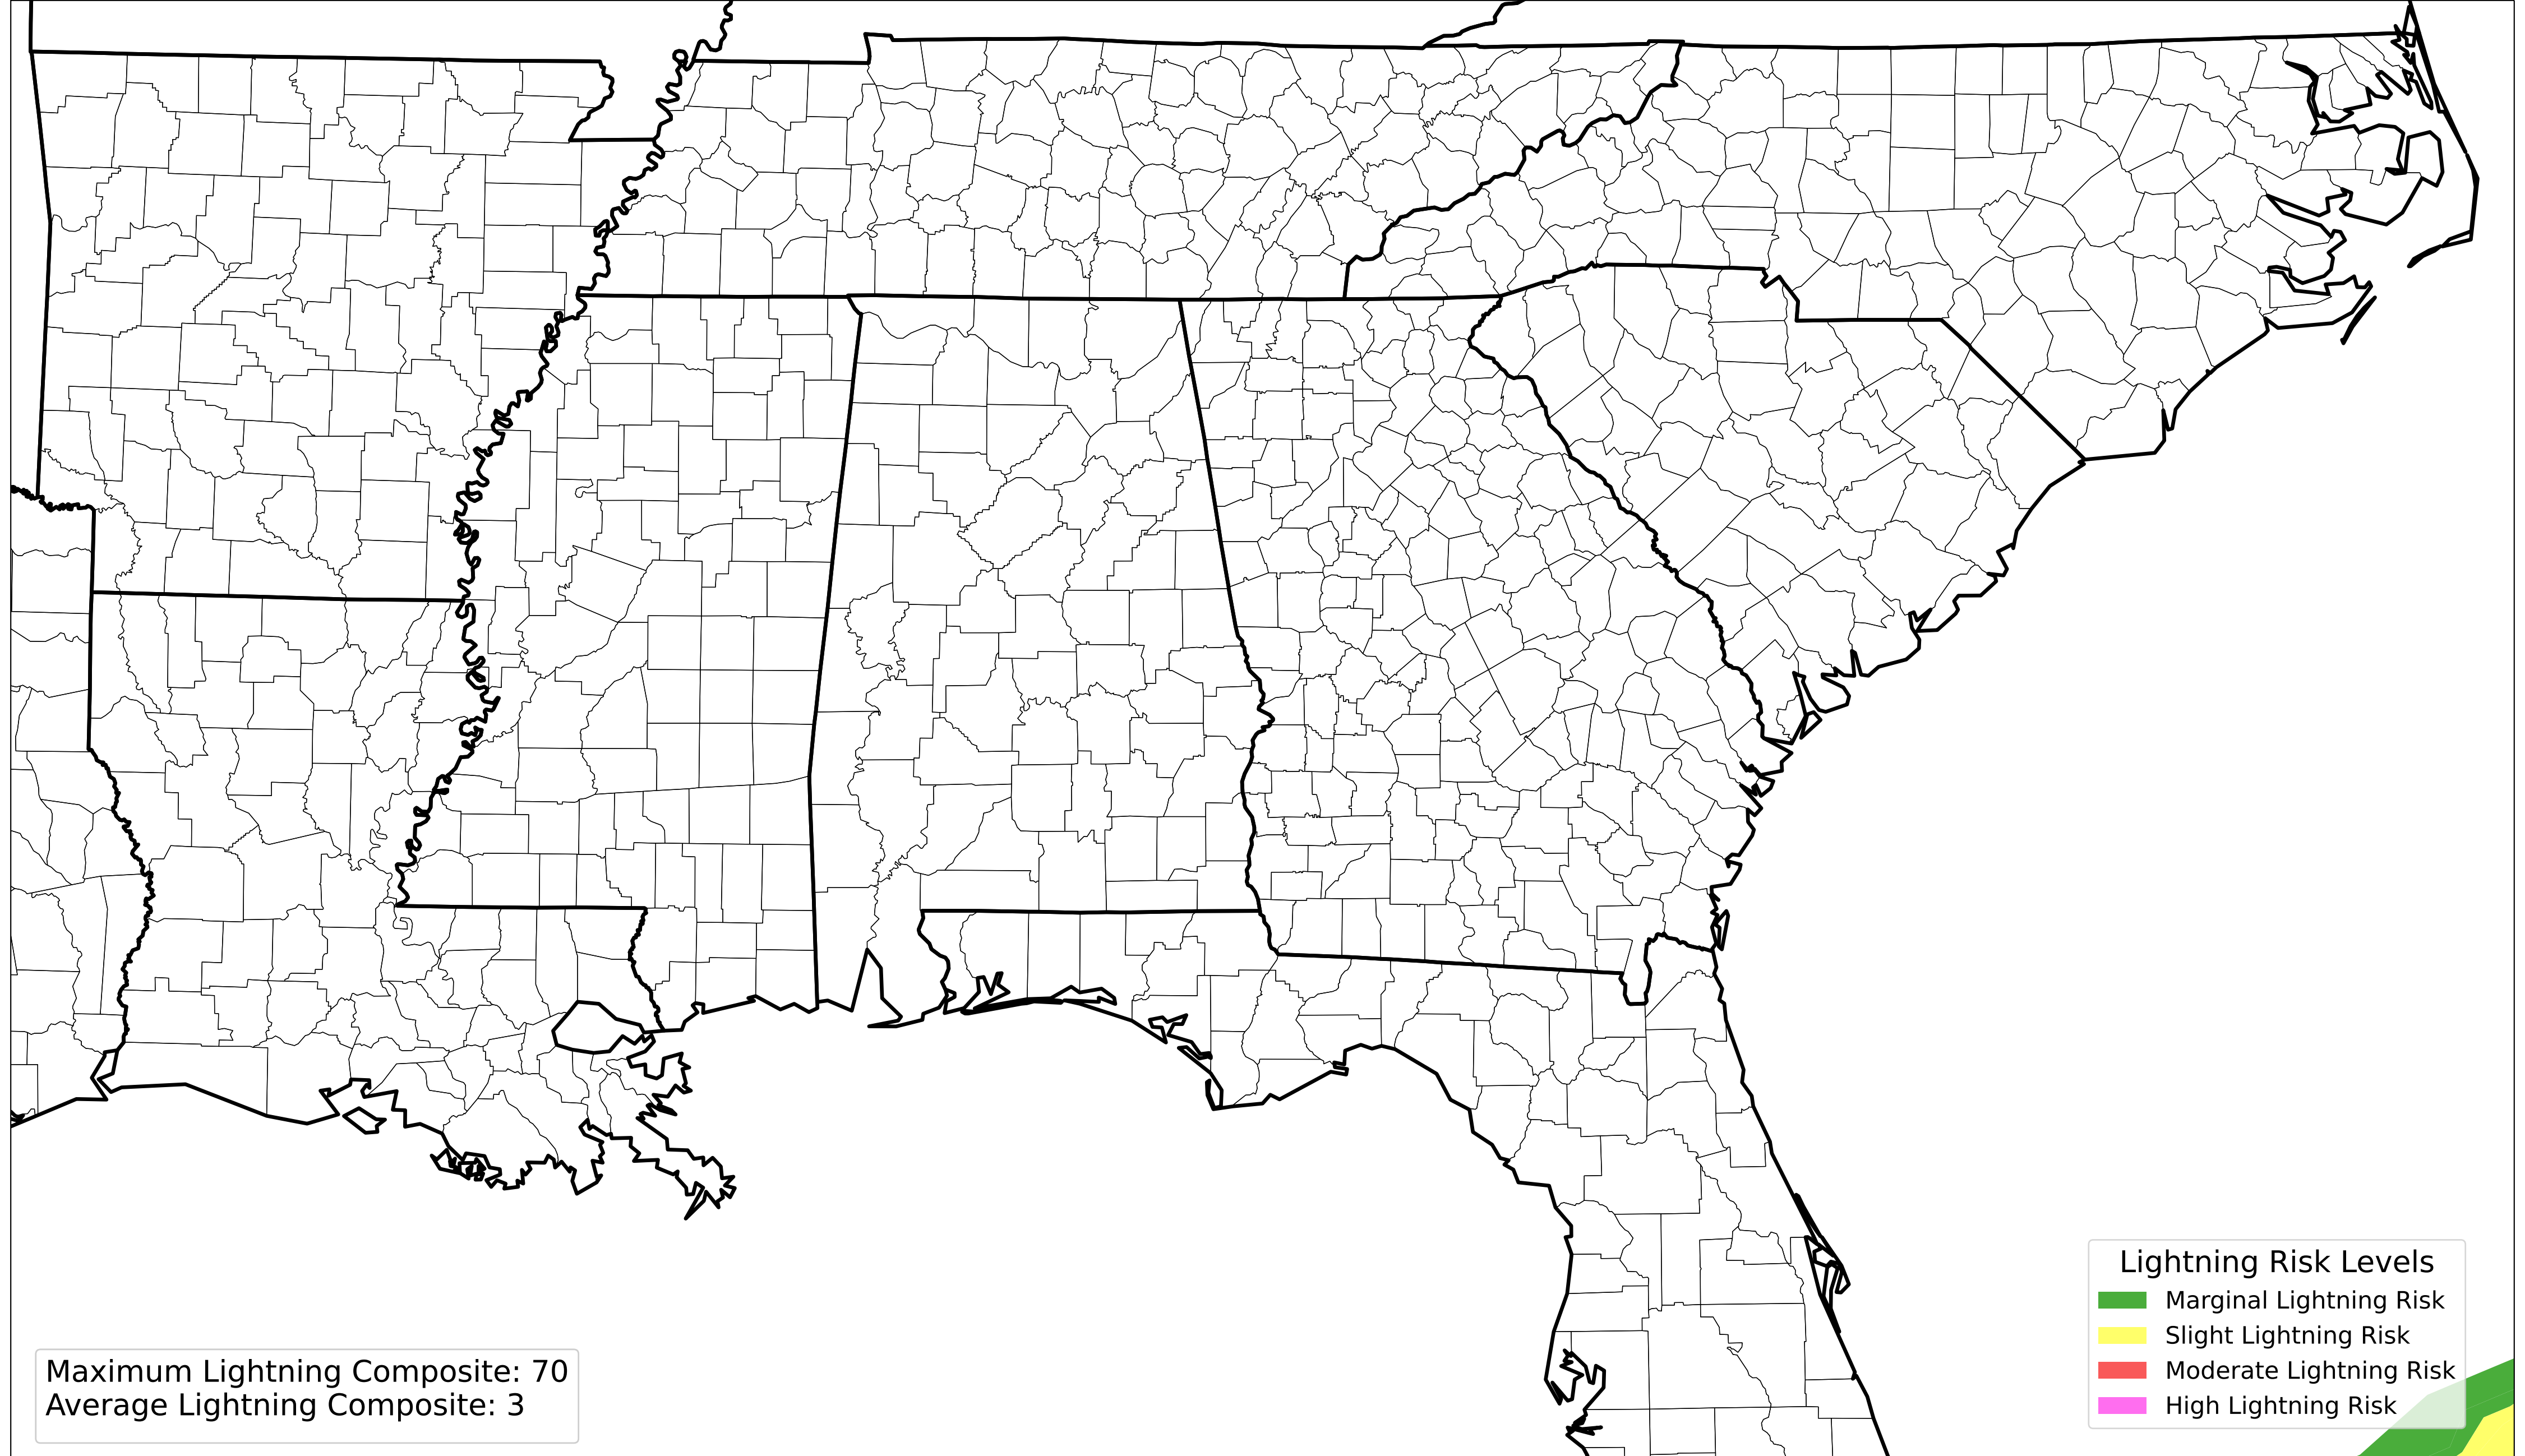 Lightning Risk Levels
Marginal Lightning Risk
Slight Lightning Risk
Moderate Lightning Risk
High Lightning Risk
Maximum Lightning Composite: 70
Average Lightning Composite: 3